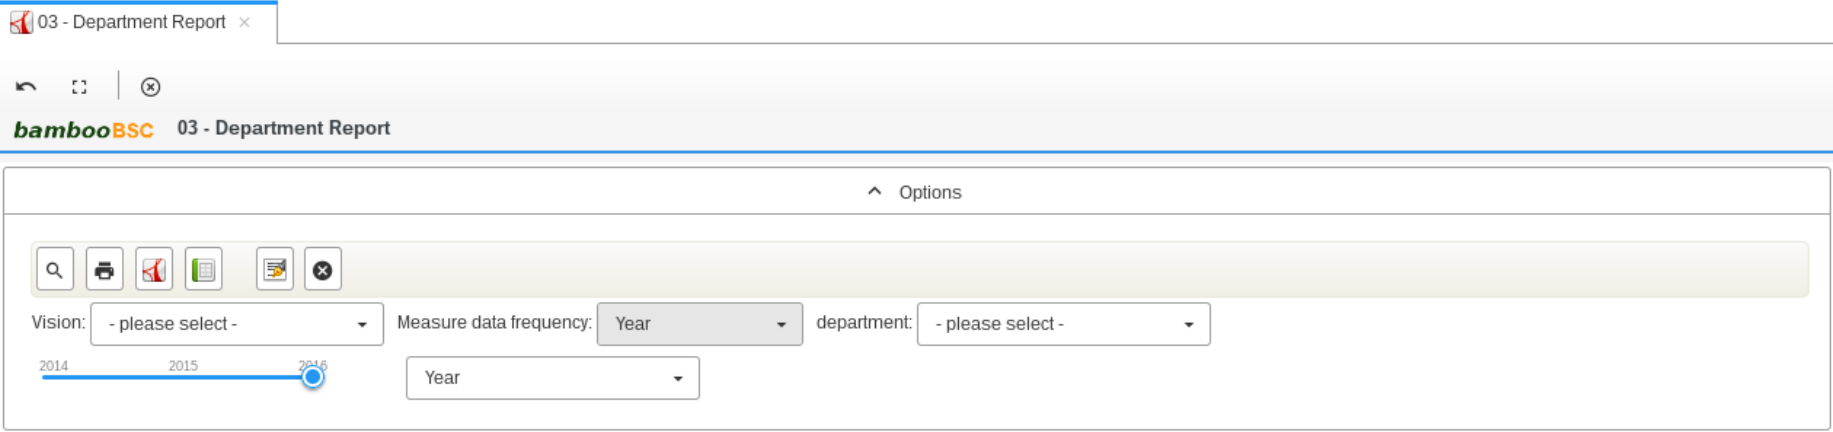 03 - Department Report
bambooBSC 03 - Department Report
Options
Vision: - please select - Measure data frequency: Year department: - please select -
2014 2015 2016
Year